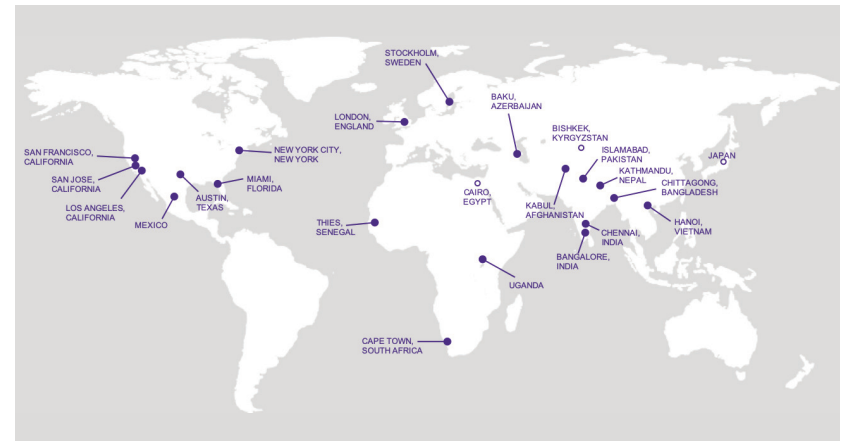 STOCKHOLM,
SWEDEN
BAKU,
AZERBAIJAN
LONDON,
ENGLAND
BISHKEK,
KYRGYZSTAN
SAN FRANCISCO,
CALIFORNIA
NEW YORK CITY,
NEW YORK
ISLAMABAD,
PAKISTAN
JAPAN
KATHMANDU,
NEPAL
SAN JOSE,
CALIFORNIA
MIAMI,
FLORIDA
CHITTAGONG,
BANGLADESH
CAIRO,
EGYPT
AUSTIN,
TEXAS
KABUL,
AFGHANISTAN
LOS ANGELES,
CALIFORNIA
MEXICO
THIES,
SENEGAL
HANOI,
VIETNAM
CHENNAI,
INDIA
BANGALORE,
INDIA
UGANDA
CAPE TOWN,
SOUTH AFRICA